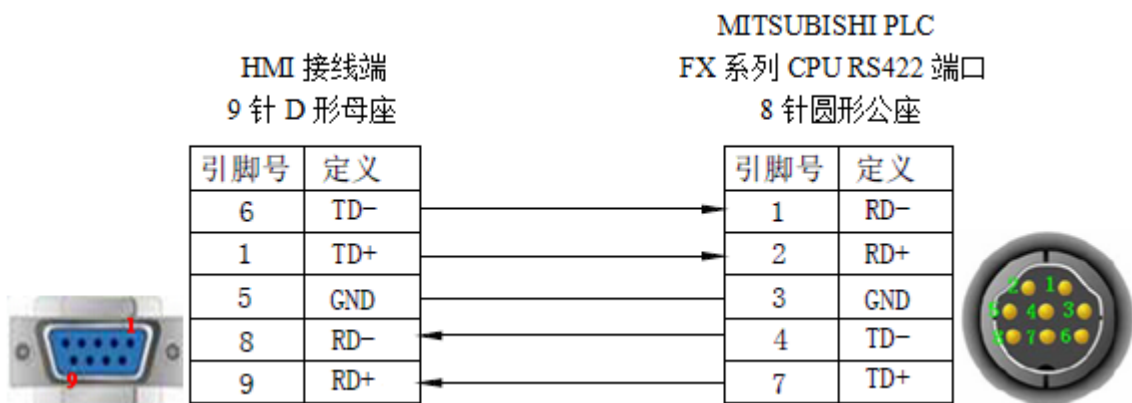 MITSUBISHI PLC
HMI 接线端
FX 系列 CPU RS422 端口
9 针 D 形母座
8 针圆形公座
引脚号 定义
引脚号 定义
6 TD-
1 RD-
1 TD+
2 RD+
5 GND
3 GND
8 RD-
4 TD-
9 RD+
7 TD+
1
9
2 1
5 4 3
8 7 6